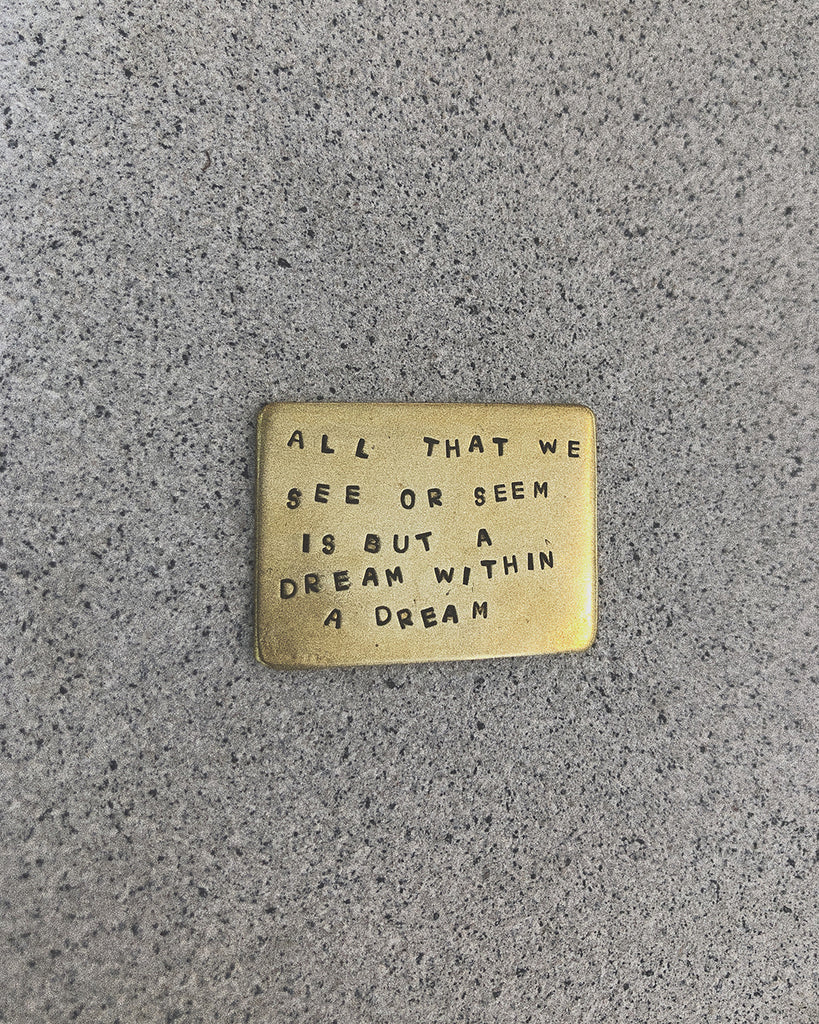 ALL THAT WE
SEE OR SEEM
IS BUT A
DREAM WITHIN
A DREAM